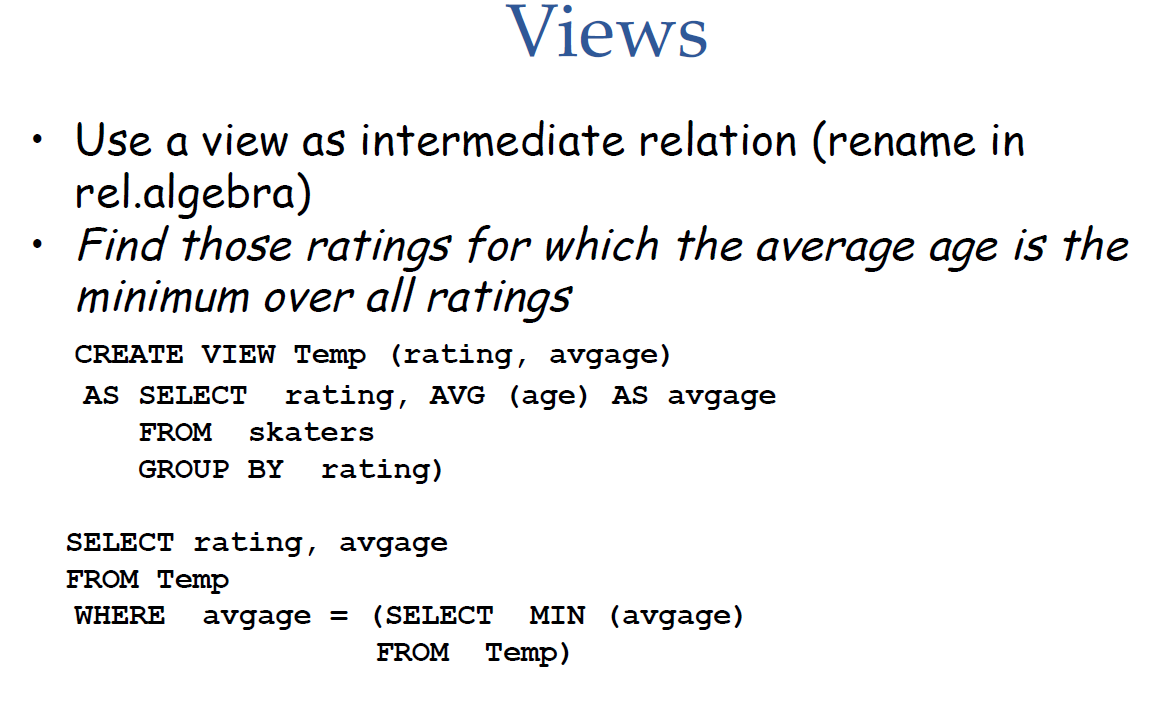 Views
• Use a view as intermediate relation (rename in
rel.algebra)
• Find those ratings for which the average age is the
minimum over all ratings
CREATE VIEW Temp (rating, avgage)
AS SELECT rating, AVG (age) AS avgage
FROM skaters
GROUP BY rating)
SELECT rating, avgage
FROM Temp
WHERE avgage = (SELECT MIN (avgage)
FROM Temp)